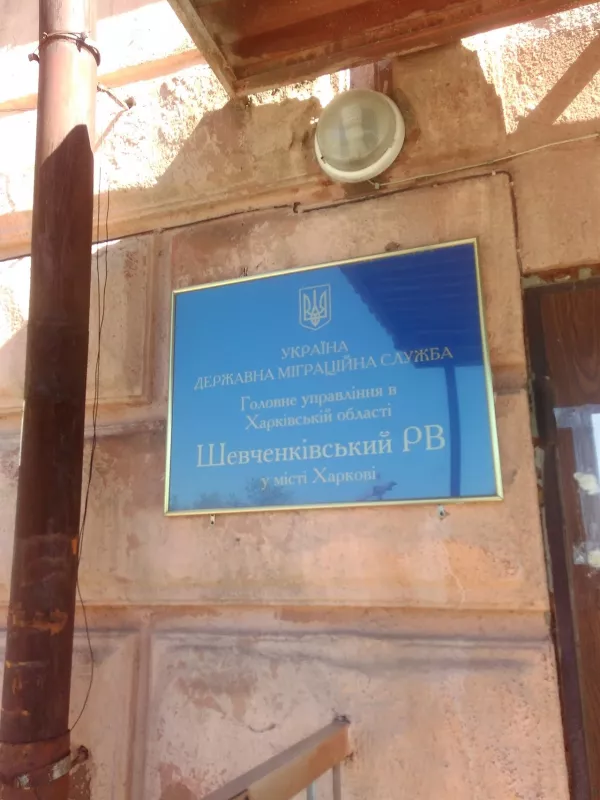 УКРАЇНА
ДЕРЖАВНА МІГРАЦІЙНА СЛУЖБА
Головне управління в
Харківській області
Шевченківський РВ
у місті Харкові